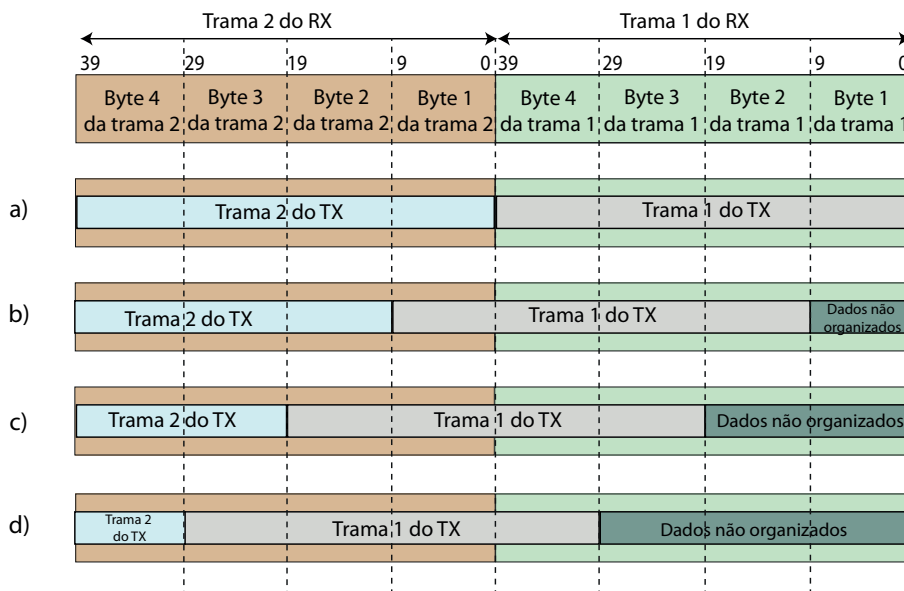 Trama 2 do RX Trama 1 do RX
39 29 19 9 0 39 29 19 9 0
Byte 4 Byte 3 Byte 2 Byte 1 Byte 4 Byte 3 Byte 2 Byte 1
da trama 2 da trama 2 da trama 2 da trama 2 da trama 1 da trama 1 da trama 1 da trama 1
a) Trama 2 do TX Trama 1 do TX
b) Trama 2 do TX Trama 1 do TX Dados não
organizados
c) Trama 2 do TX Trama 1 do TX Dados não organizados
d) Trama 2
do TX Trama 1 do TX Dados não organizados